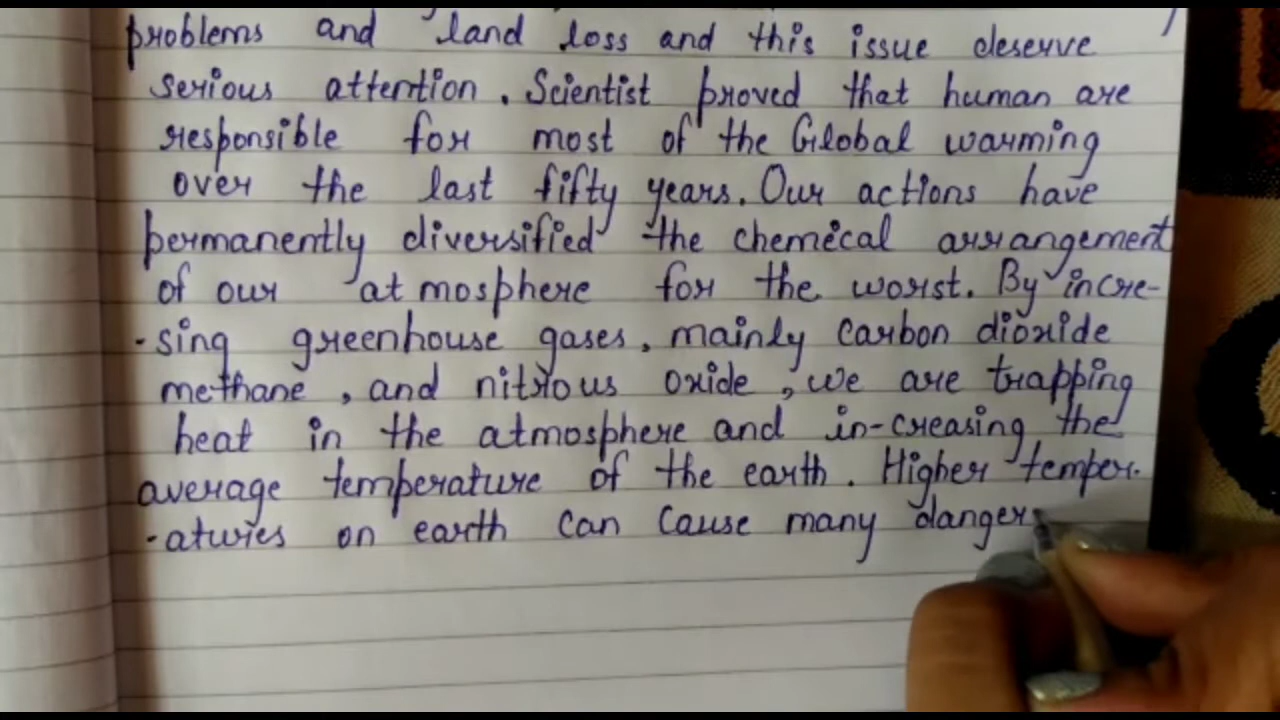 problems and land loss and this issue deserve
serious attention. Scientist proved that human are
responsible for most of the Global warming
over the last fifty years. Our actions have
permanently diversified the chemical arrangement
of our atmosphere for the worst. By incre-
-sing greenhouse gases, mainly carbon dioxide
methane, and nitrous oxide, we are trapping
heat in the atmosphere and in-creasing the
average temperature of the earth. Higher temper-
-atures on earth can cause many danger